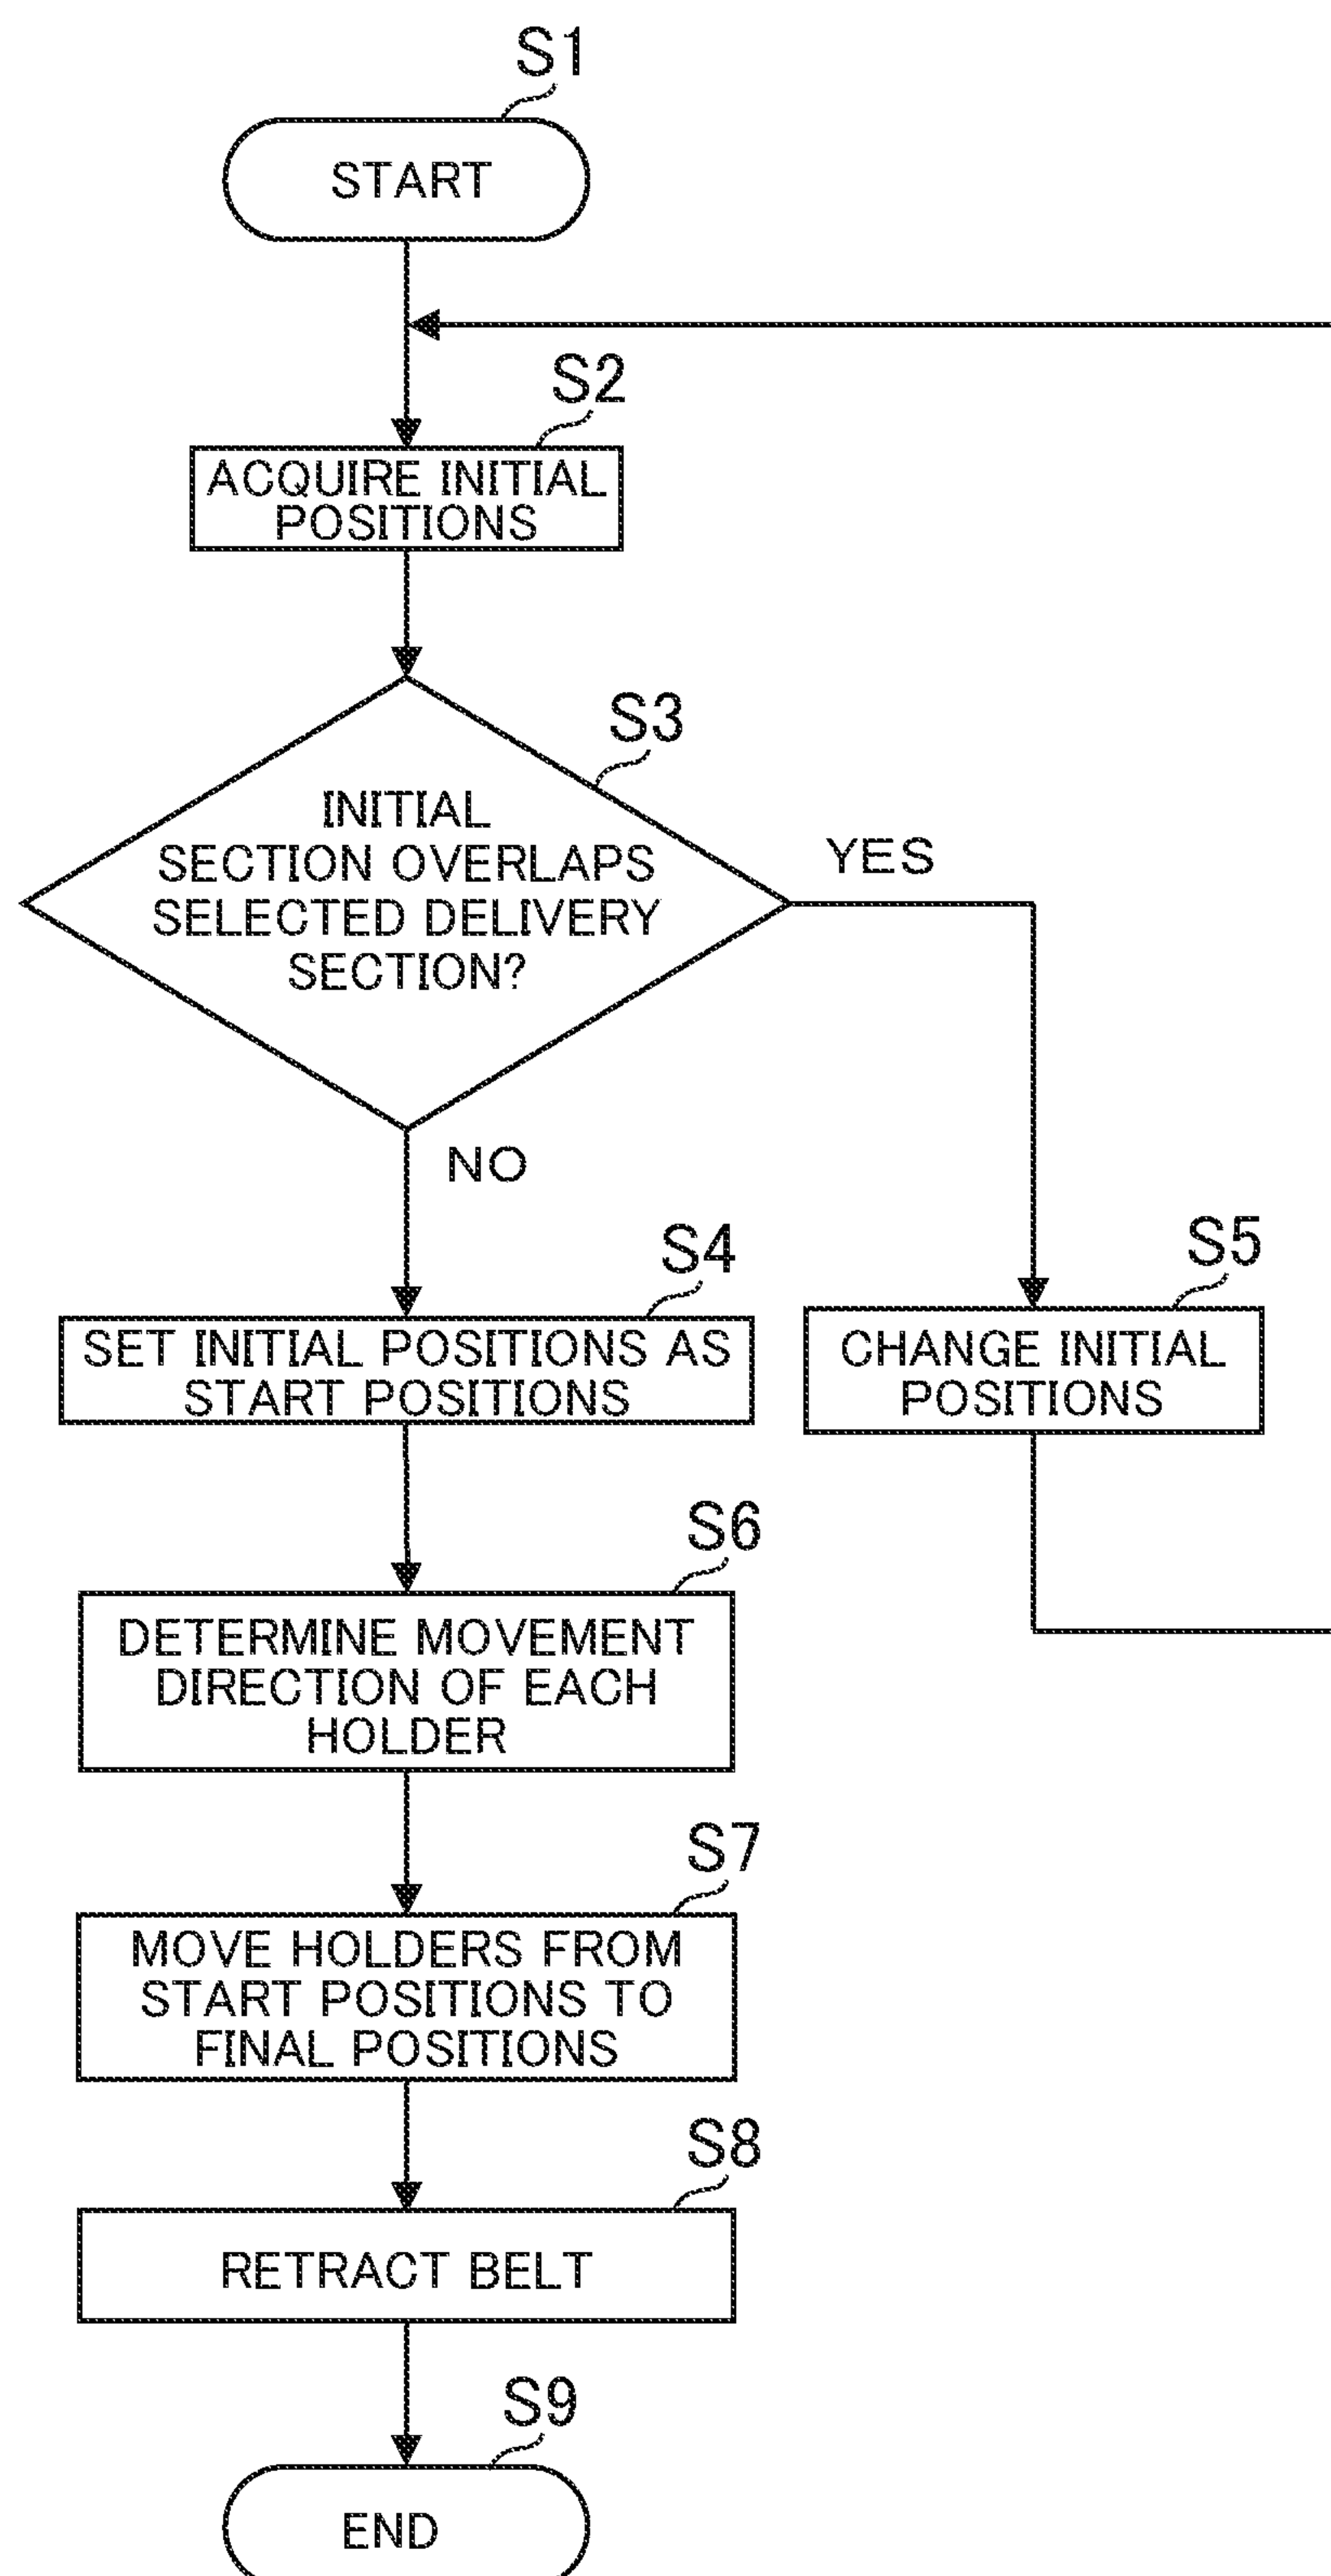 S1
START
S2
ACQUIRE INITIAL
POSITIONS
S3
INITIAL
SECTION OVERLAPS
SELECTED DELIVERY
SECTION?
YES
NO
S4
SET INITIAL POSITIONS AS
START POSITIONS
S5
CHANGE INITIAL
POSITIONS
S6
DETERMINE MOVEMENT
DIRECTION OF EACH
HOLDER
S7
MOVE HOLDERS FROM
START POSITIONS TO
FINAL POSITIONS
S8
RETRACT BELT
S9
END